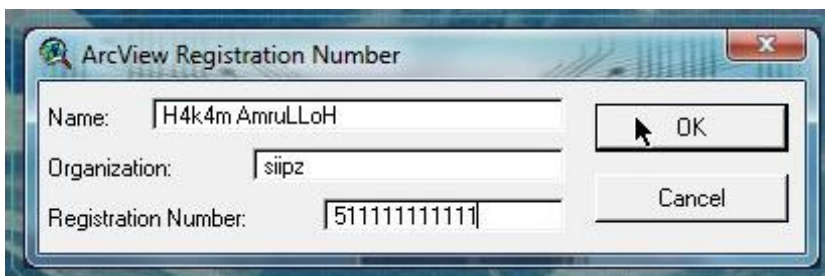 ArcView Registration Number
Name: H4k4m AmruLLoH
OK
Organization: siipz
Cancel
Registration Number: 511111111111